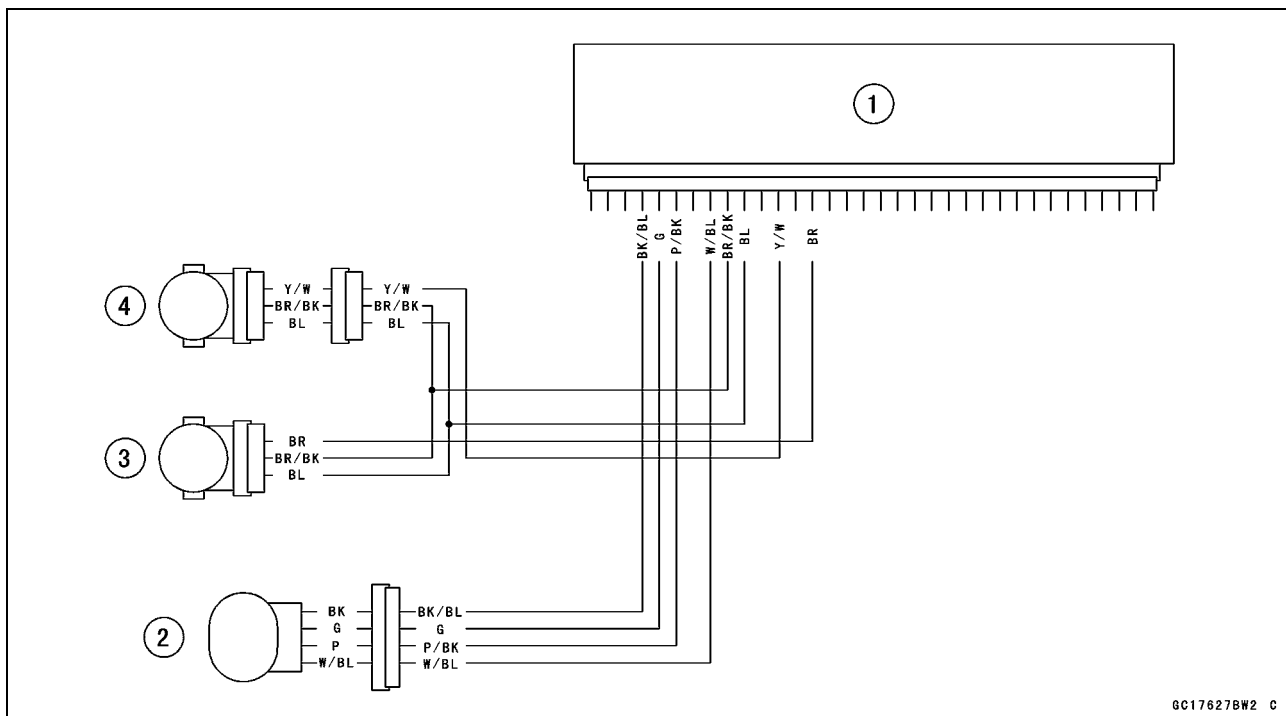 1
BK/BL
G
P/BK
W/BL
BR/BK
BL
Y/W
BR
4
Y/W Y/W
BR/BK BR/BK
BL BL
3
BR
BR/BK
BL
2
BK BK/BL
G G
P P/BK
W/BL W/BL
GC17627BW2 C